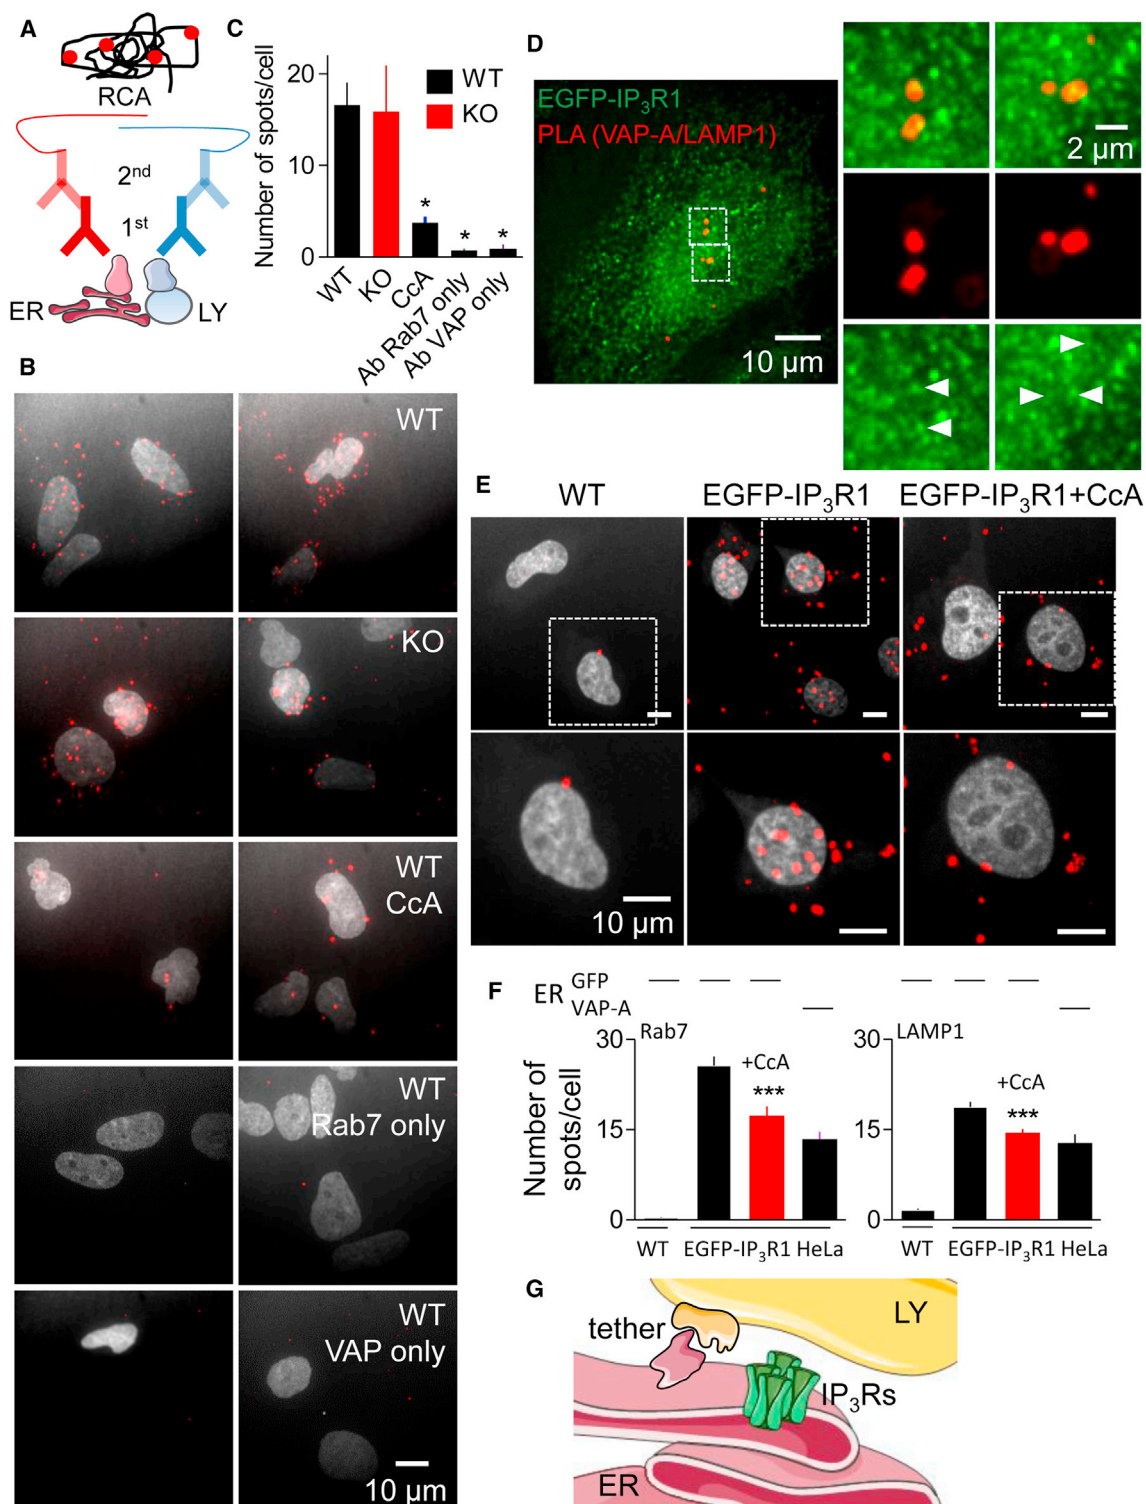 A
RCA
2nd
1st
ER
LY
C
Number of spots/cell
20
10
0
WT
KO
*
*
*
WT
KO
CcA
Ab Rab7 only
Ab VAP only
D
EGFP-IP3R1
PLA (VAP-A/LAMP1)
10 µm
2 µm
B
WT
KO
WT
CcA
WT
Rab7 only
WT
VAP only
10 µm
E
WT
EGFP-IP3R1
EGFP-IP3R1+CcA
10 µm
F
ER
GFP
VAP-A
Number of
spots/cell
Rab7
30
15
0
+CcA
***
WT
EGFP-IP3R1
HeLa
LAMP1
30
15
0
+CcA
***
WT
EGFP-IP3R1
HeLa
G
tether
LY
IP3Rs
ER